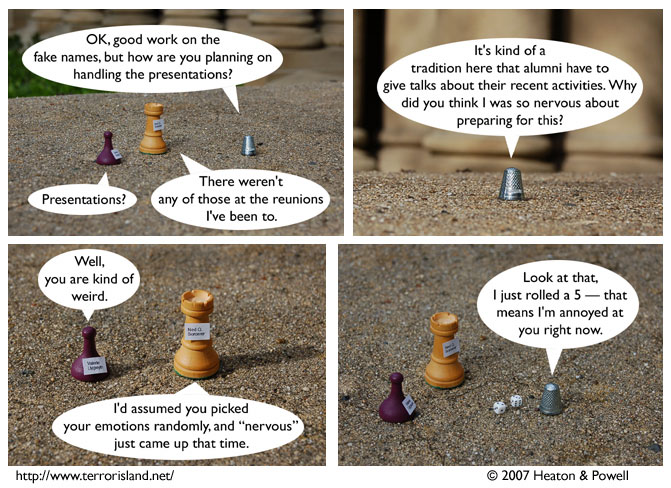 OK, good work on the
fake names, but how are you planning on
handling the presentations?
Presentations?
There weren't
any of those at the reunions
I've been to.
It's kind of a
tradition here that alumni have to
give talks about their recent activities. Why
did you think I was so nervous about
preparing for this?
Well,
you are kind of
weird.
I'd assumed you picked
your emotions randomly, and “nervous”
just came up that time.
Look at that,
I just rolled a 5 — that
means I'm annoyed at
you right now.
http://www.terrorisland.net/
© 2007 Heaton & Powell